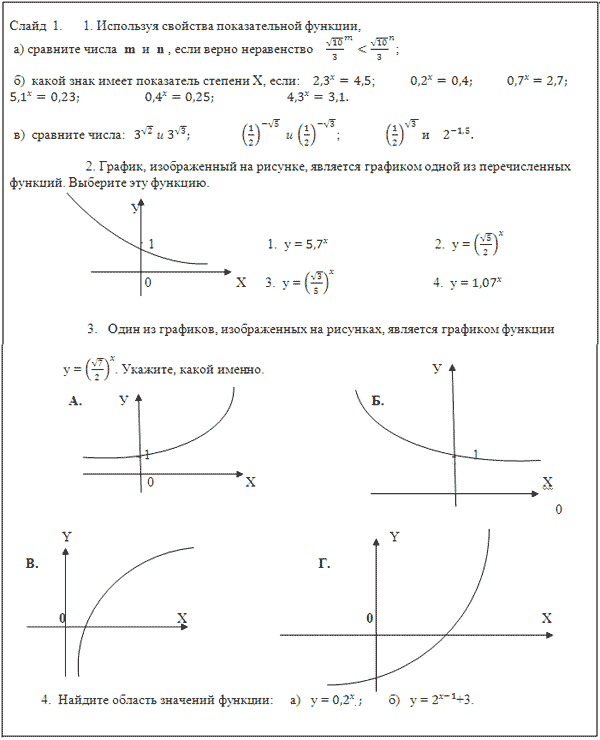 Слайд 1. 1. Используя свойства показательной функции,
а) сравните числа m и n , если верно неравенство √10/3^m < √10/3^n ;
б) какой знак имеет показатель степени X, если: 2,3^x = 4,5; 0,2^x = 0,4; 0,7^x = 2,7;
5,1^x = 0,23; 0,4^x = 0,25; 4,3^x = 3,1.
в) сравните числа: 3^√2 и 3^√3; (1/2)^−√5 и (1/2)^−√3 ; (1/2)^√3 и 2^−1,5.
2. График, изображенный на рисунке, является графиком одной из перечисленных
функций. Выберите эту функцию.
У
1 1. y = 5,7^x 2. y = (√5/2)^x
0 X 3. y = (√3/5)^x 4. y = 1,07^x
3. Один из графиков, изображенных на рисунках, является графиком функции
y = (√7/2)^x. Укажите, какой именно. У
А. У Б.
1 1
0 X X
0
Y Y
В. Г.
0 X 0 X
4. Найдите область значений функции: а) y = 0,2^x.; б) y = 2^x−1+3.